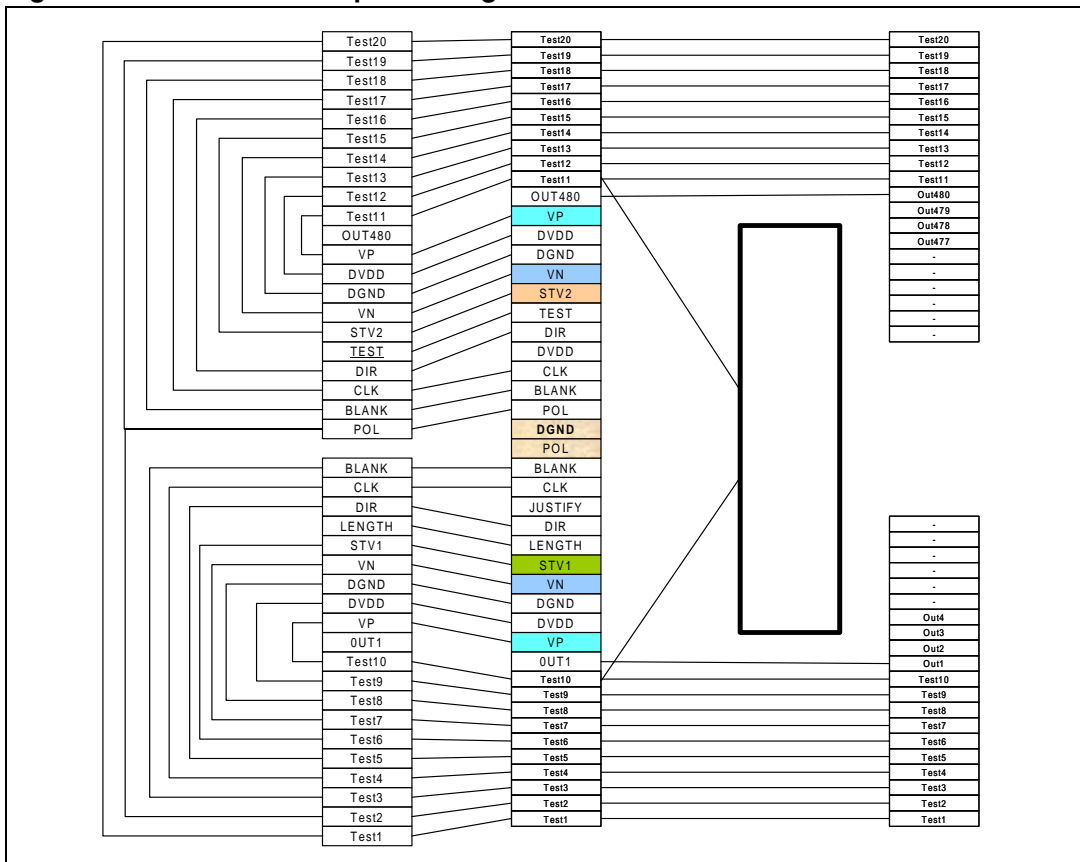 Test20
Test19
Test18
Test17
Test16
Test15
Test14
Test13
Test12
Test11
OUT480
VP
DVDD
DGND
VN
STV2
TEST
DIR
CLK
BLANK
POL
BLANK
CLK
DIR
LENGTH
STV1
VN
DGND
DVDD
VP
0UT1
Test10
Test9
Test8
Test7
Test6
Test5
Test4
Test3
Test2
Test1
Test20
Test19
Test18
Test17
Test16
Test15
Test14
Test13
Test12
Test11
OUT480
VP
DVDD
DGND
VN
STV2
TEST
DIR
DVDD
CLK
BLANK
POL
DGND
POL
BLANK
CLK
JUSTIFY
DIR
LENGTH
STV1
VN
DGND
DVDD
VP
0UT1
Test10
Test9
Test8
Test7
Test6
Test5
Test4
Test3
Test2
Test1
Test20
Test19
Test18
Test17
Test16
Test15
Test14
Test13
Test12
Test11
Out480
Out479
Out478
Out477
-
-
-
-
-
-
-
-
-
-
-
-
Out4
Out3
Out2
Out1
Test10
Test9
Test8
Test7
Test6
Test5
Test4
Test3
Test2
Test1